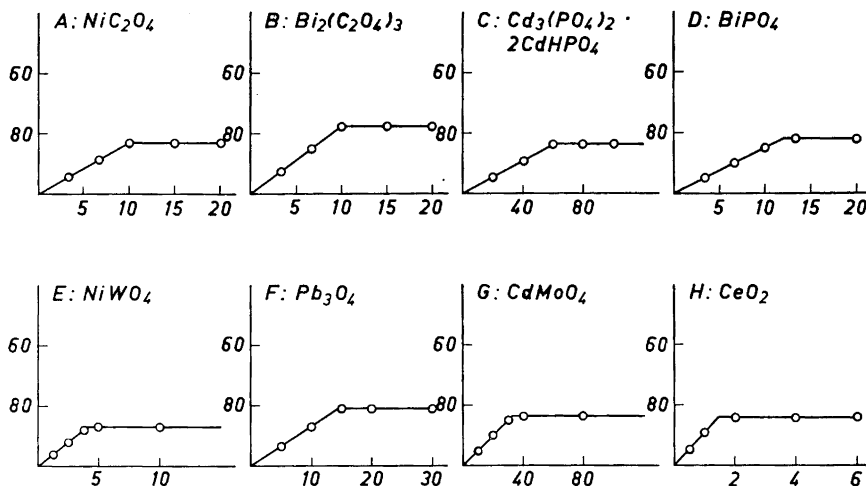 A: NiC₂O₄
60
80
5 10 15 20
B: Bi₂(C₂O₄)₃
60
80
5 10 15 20
C: Cd₃(PO₄)₂ ·
2CdHPO₄
60
80
40 80
D: BiPO₄
60
80
5 10 15 20
E: NiWO₄
60
80
5 10
F: Pb₃O₄
60
80
10 20 30
G: CdMoO₄
60
80
40 80
H: CeO₂
60
80
2 4 6